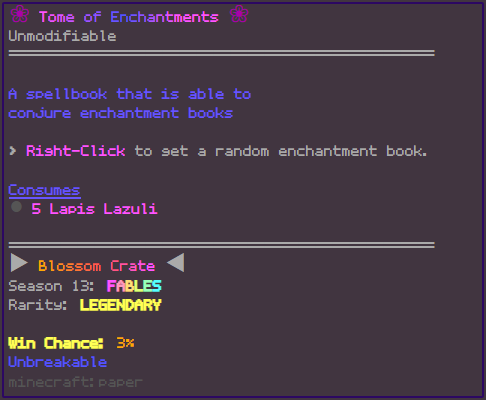 Tome of Enchantments
Unmodifiable
A spellbook that is able to
conjure enchantment books
> Right-Click to get a random enchantment book.
Consumes
● 5 Lapis Lazuli
▶ Blossom Crate ◀
Season 13: FABLES
Rarity: LEGENDARY
Win Chance: 3%
Unbreakable
minecraft:paper